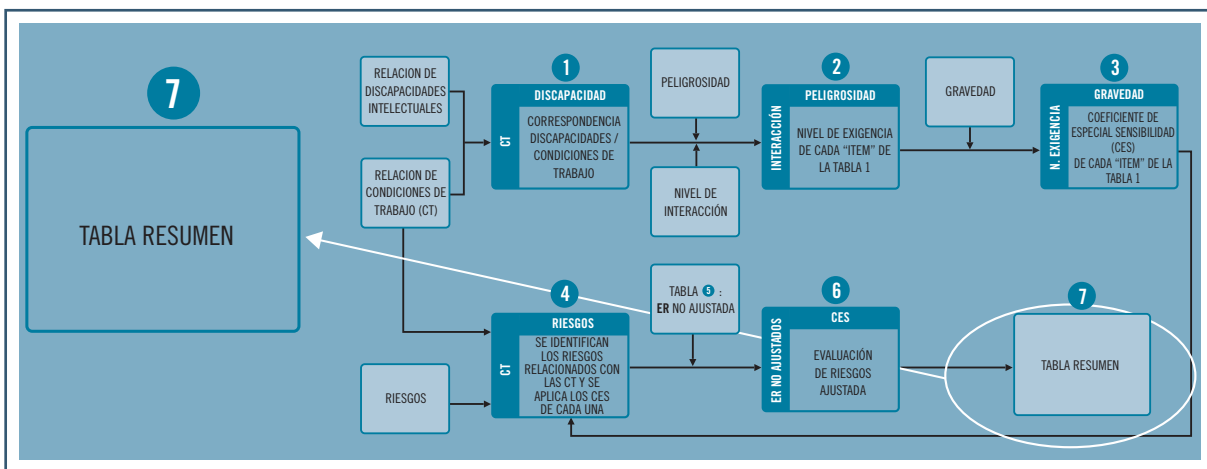 7
TABLA RESUMEN
RELACION DE
DISCAPACIDADES
INTELECTUALES
RELACION DE
CONDICIONES DE
TRABAJO (CT)
1
DISCAPACIDAD
CT
CORRESPONDENCIA
DISCAPACIDADES /
CONDICIONES DE
TRABAJO
PELIGROSIDAD
NIVEL DE
INTERACCIÓN
2
PELIGROSIDAD
INTERACCIÓN
NIVEL DE EXIGENCIA
DE CADA “ITEM” DE
LA TABLA 1
GRAVEDAD
3
GRAVEDAD
N. EXIGENCIA
COEFICIENTE DE
ESPECIAL SENSIBILIDAD
(CES)
DE CADA “ITEM” DE LA
TABLA 1
RIESGOS
4
RIESGOS
CT
SE IDENTIFICAN
LOS RIESGOS
RELACIONADOS CON
LAS CT Y SE
APLICA LOS CES
DE CADA UNA
TABLA 5 :
ER NO AJUSTADA
6
CES
ER NO AJUSTADOS
EVALUACIÓN
DE RIESGOS
AJUSTADA
7
TABLA RESUMEN